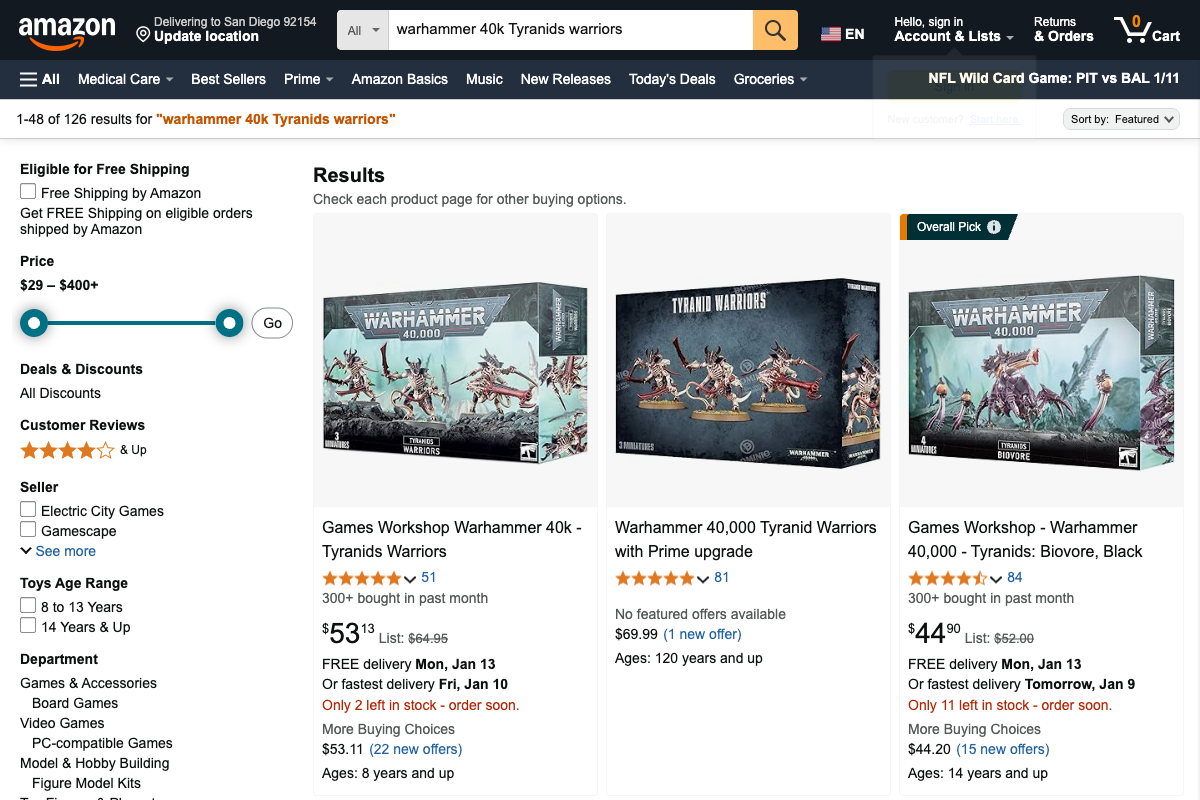 amazon
Delivering to San Diego 92154
Update location
All
warhammer 40k Tyranids warriors
EN
Hello, sign in
Account & Lists
Returns
& Orders
0
Cart
All
Medical Care
Best Sellers
Prime
Amazon Basics
Music
New Releases
Today's Deals
Groceries
NFL Wild Card Game: PIT vs BAL 1/11
Sign in
New customer? Start here.
1-48 of 126 results for "warhammer 40k Tyranids warriors"
Sort by: Featured
Eligible for Free Shipping
Free Shipping by Amazon
Get FREE Shipping on eligible orders
shipped by Amazon
Price
$29 – $400+
Go
Deals & Discounts
All Discounts
Customer Reviews
& Up
Seller
Electric City Games
Gamescape
See more
Toys Age Range
8 to 13 Years
14 Years & Up
Department
Games & Accessories
Board Games
Video Games
PC-compatible Games
Model & Hobby Building
Figure Model Kits
Results
Check each product page for other buying options.
WARHAMMER
40,000
3
MINIATURES
TYRANIDS
WARRIORS
WARHAMMER
Games Workshop Warhammer 40k -
Tyranids Warriors
51
300+ bought in past month
$53 13 List: $64.95
FREE delivery Mon, Jan 13
Or fastest delivery Fri, Jan 10
Only 2 left in stock - order soon.
More Buying Choices
$53.11 (22 new offers)
Ages: 8 years and up
TYRANID WARRIORS
TYRANID WARRIORS
3 MINIATURES
WARHAMMER
Warhammer 40,000 Tyranid Warriors
with Prime upgrade
81
No featured offers available
$69.99 (1 new offer)
Ages: 120 years and up
Overall Pick
WARHAMMER
40,000
4
MINIATURES
TYRANIDS
BIOVORE
WARHAMMER
Games Workshop - Warhammer
40,000 - Tyranids: Biovore, Black
84
300+ bought in past month
$44 90 List: $52.00
FREE delivery Mon, Jan 13
Or fastest delivery Tomorrow, Jan 9
Only 11 left in stock - order soon.
More Buying Choices
$44.20 (15 new offers)
Ages: 14 years and up